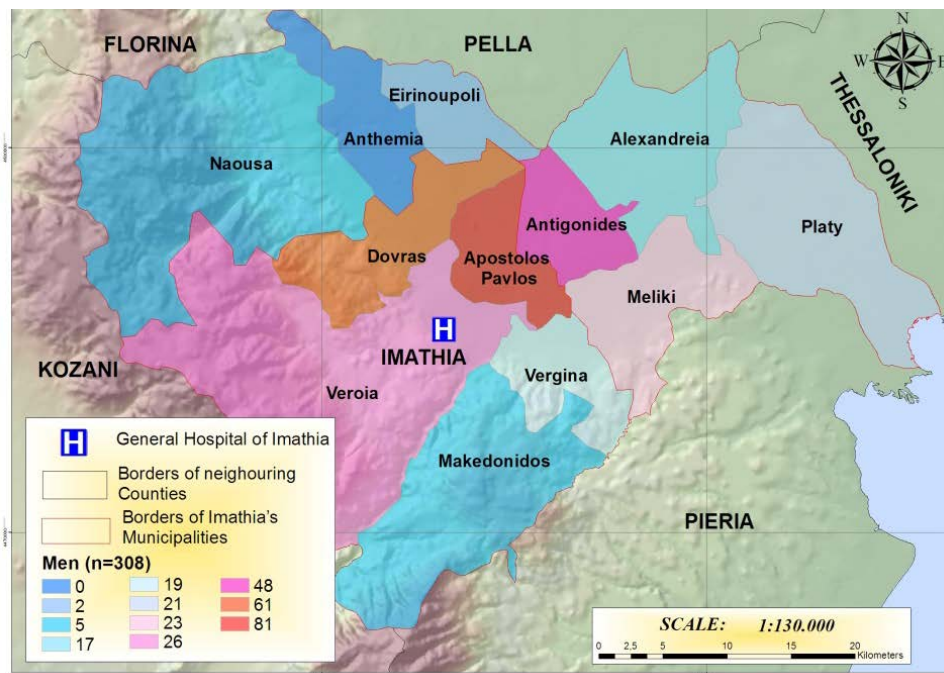 FLORINA
PELLA
N
W E
S
THESSALONIKI
Eirinoupoli
Anthemia
Alexandreia
Naousa
Antigonides
Platy
Dovras
Apostolos
Pavlos
Meliki
H
IMATHIA
KOZANI
Vergina
Veroia
Makedonidos
PIERIA
H General Hospital of Imathia
Borders of neighouring
Counties
Borders of Imathia's
Municipalities
Men (n=308)
0 19 48
2 21 61
5 23 81
17 26
SCALE: 1:130.000
0 2,5 5 10 15 20
Kilometers